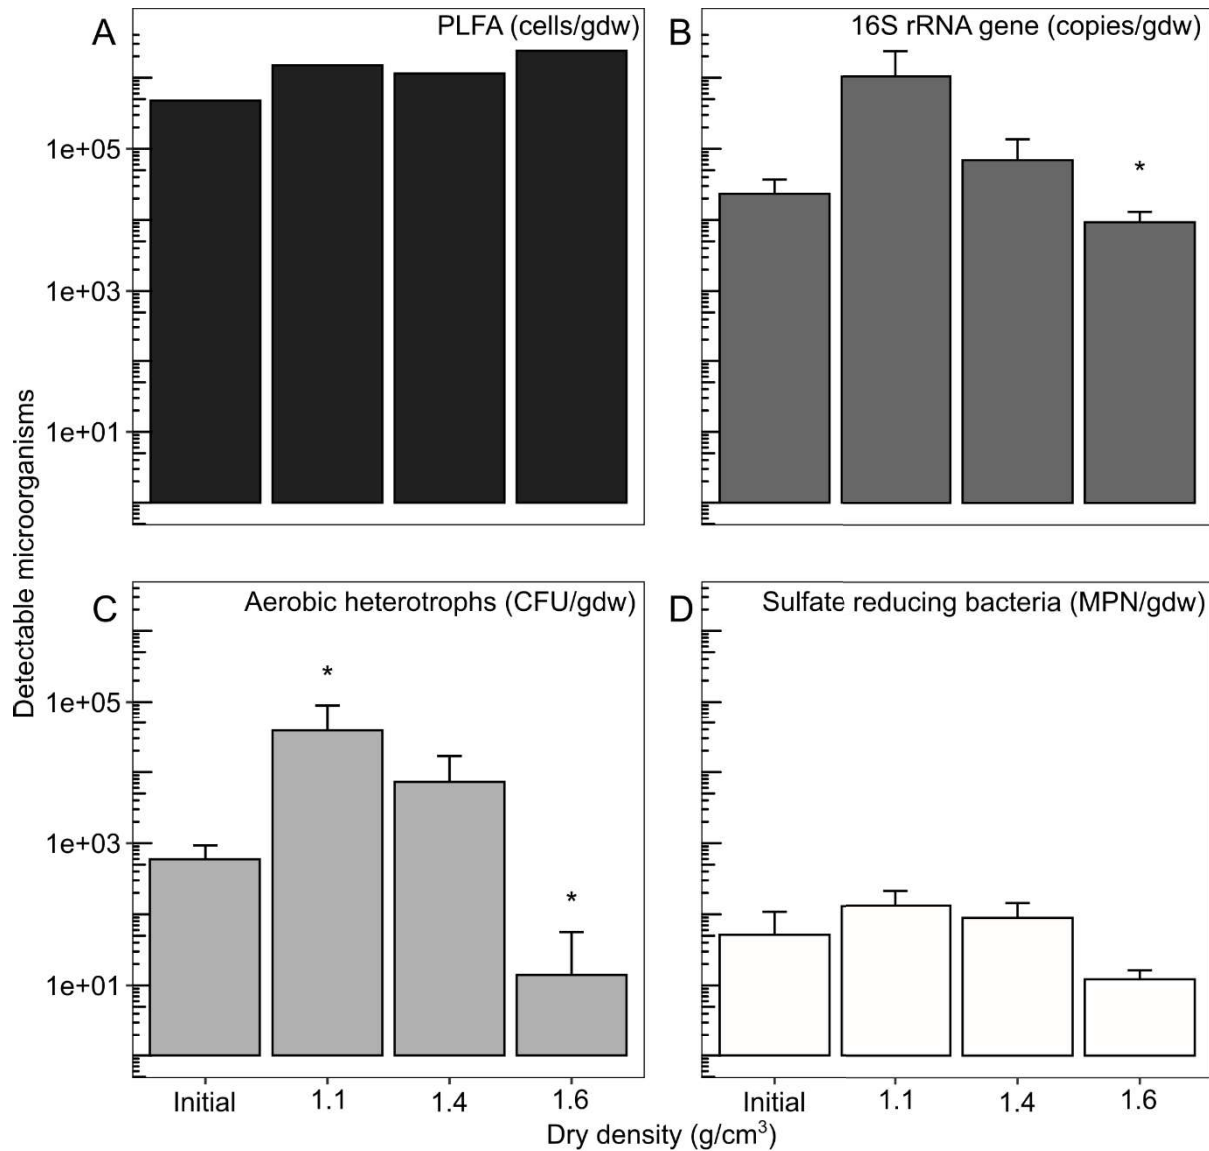 A
PLFA (cells/gdw)
B
16S rRNA gene (copies/gdw)
1e+05
1e+03
1e+01
*
Detectable microorganisms
C
Aerobic heterotrophs (CFU/gdw)
D
Sulfate reducing bacteria (MPN/gdw)
1e+05
1e+03
1e+01
*
*
Initial
1.1
1.4
1.6
Initial
1.1
1.4
1.6
Dry density (g/cm³)